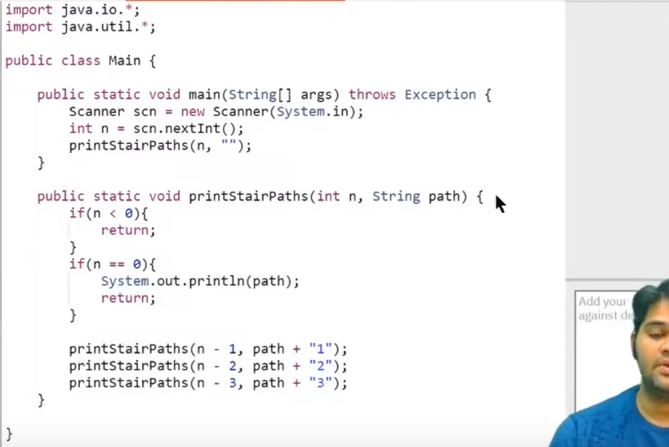 import java.io.*;
import java.util.*;
public class Main {
public static void main(String[] args) throws Exception {
Scanner scn = new Scanner(System.in);
int n = scn.nextInt();
printStairPaths(n, "");
}
public static void printStairPaths(int n, String path) {
if(n < 0){
return;
}
if(n == 0){
System.out.println(path);
return;
}
printStairPaths(n - 1, path + "1");
printStairPaths(n - 2, path + "2");
printStairPaths(n - 3, path + "3");
}
}
Add your
against